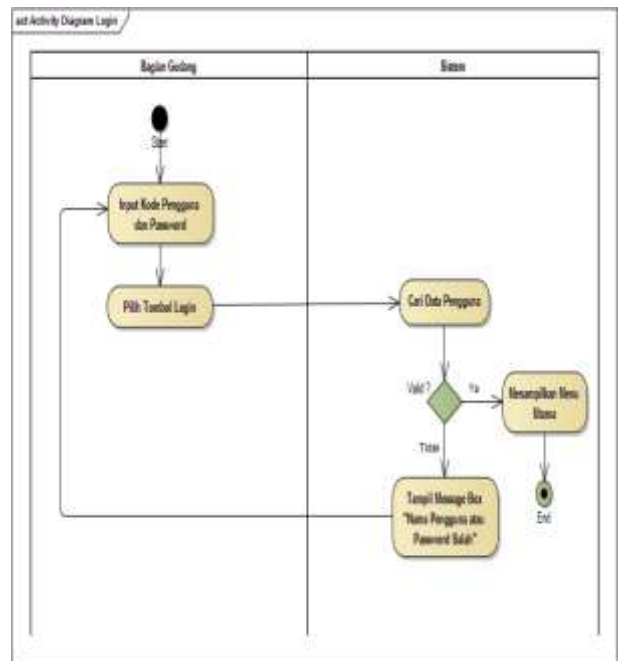 act Activity Diagram Login
Bagian Gudang
Sistem
Start
Input Kode Pengguna
dan Password
Pilih Tombol Login
Cari Data Pengguna
Valid ?
Ya
Menampilkan Menu
Utama
Tidak
Tampil Message Box
"Nama Pengguna atau
Password Salah"
End